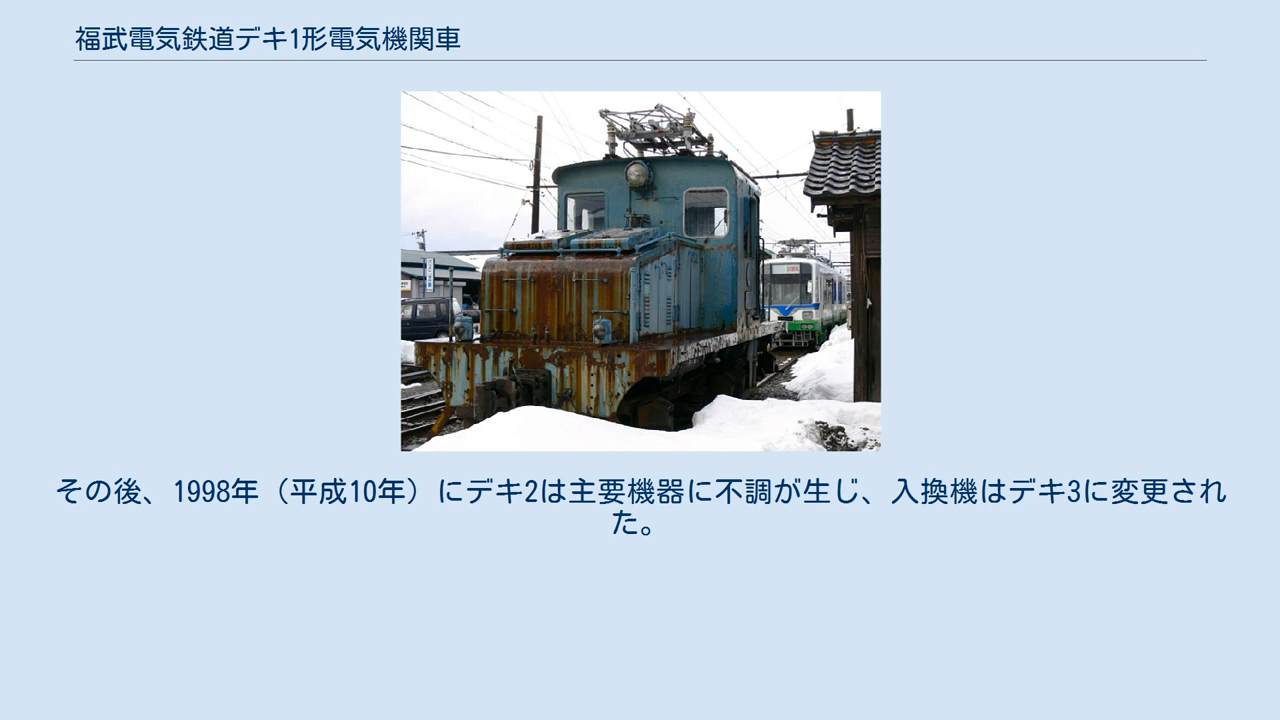 福武電気鉄道デキ1形電気機関車
その後、1998年（平成10年）にデキ2は主要機器に不調が生じ、入換機はデキ3に変更され
た。